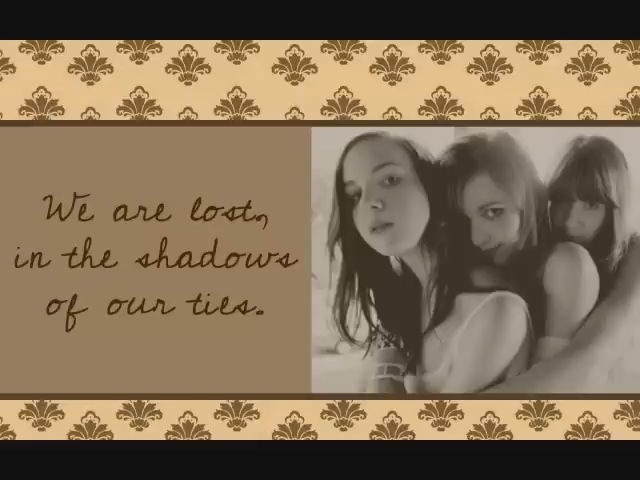 We are lost,
in the shadows
of our ties.